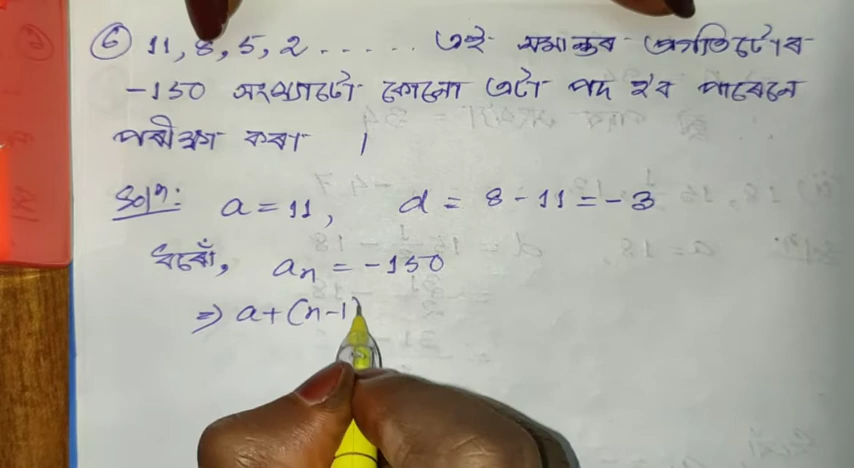 ⑥ 11, 8, 5, 2 ..... এই সমান্তৰ প্ৰগতিটোৰ
-150 সংখ্যাটো কোনো এটা পদ হ'ব পাৰেনে
পৰীক্ষা কৰা ।
Solⁿ: a = 11, d = 8 - 11 = -3
ধৰোঁ, aₙ = -150
⇒ a + (n-1)